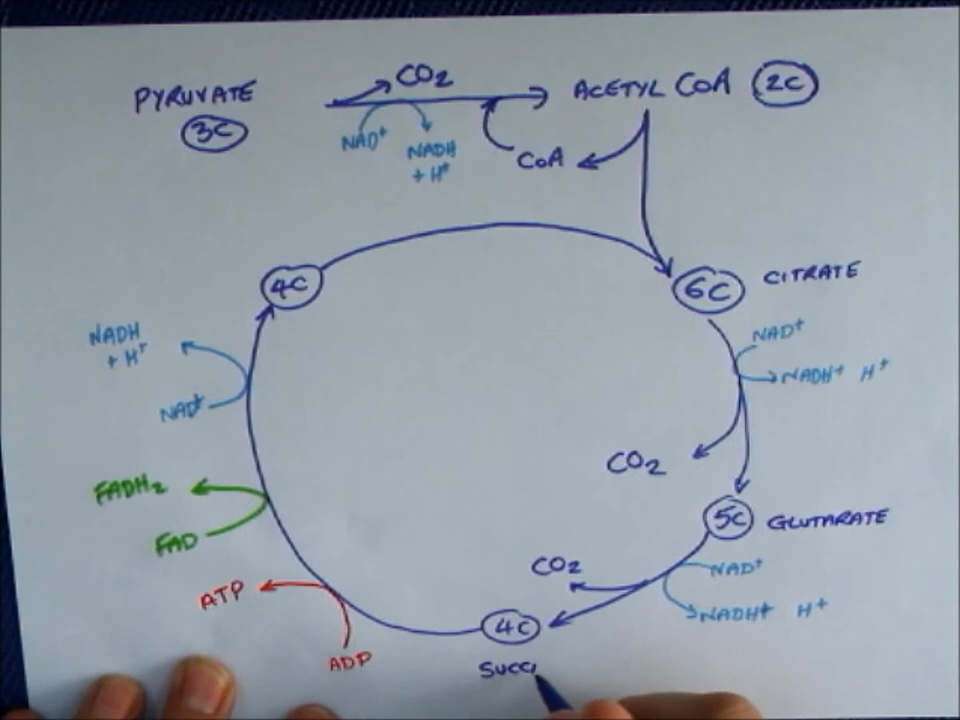 PYRUVATE
3C
CO2
ACETYL CoA 2C
NAD+
NADH
+ H+
CoA
4C
6C CITRATE
NAD+
NADH+ H+
NADH
+ H+
NAD+
CO2
FADH2
FAD
5C GLUTARATE
CO2
NAD+
NADH+ H+
ATP
ADP
4C
SUCCI